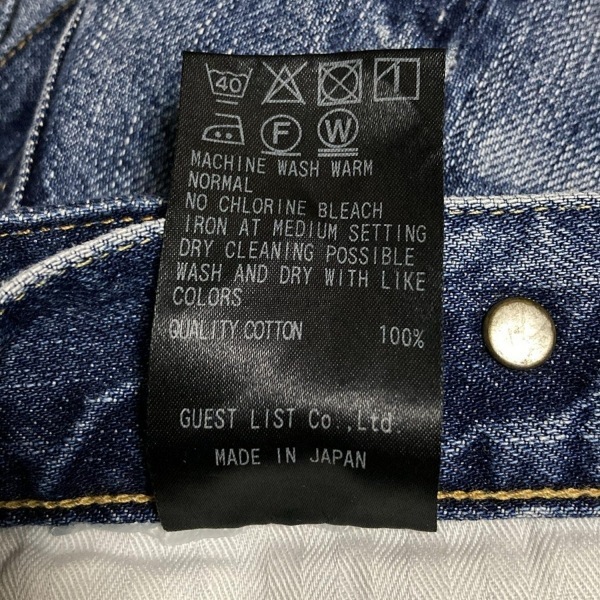 40
F W
MACHINE WASH WARM
NORMAL
NO CHLORINE BLEACH
IRON AT MEDIUM SETTING
DRY CLEANING POSSIBLE
WASH AND DRY WITH LIKE
COLORS
QUALITY COTTON 100%
GUEST LIST Co.,Ltd.
MADE IN JAPAN